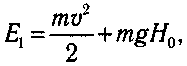 E₁ = mv²/2 + mgH₀,